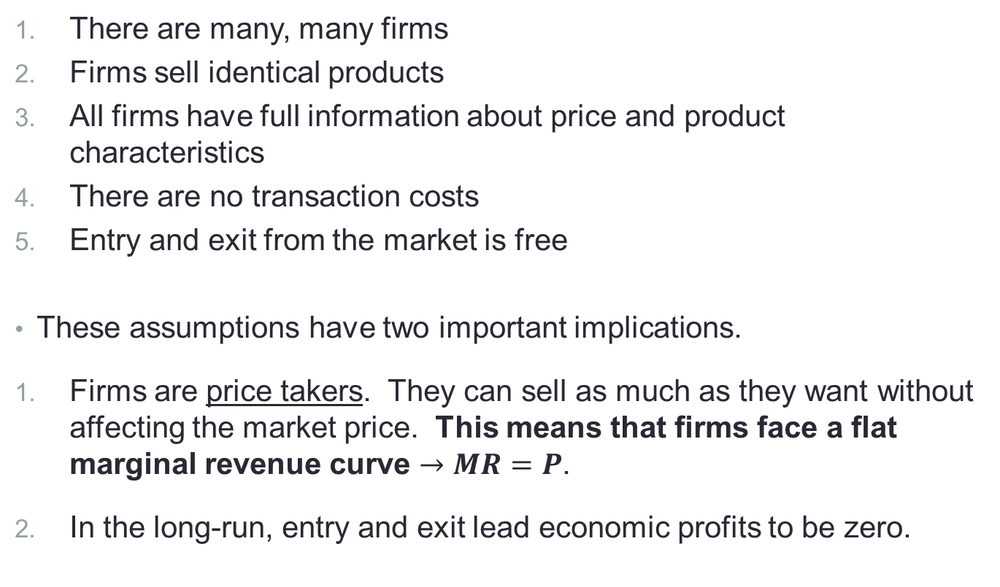 1. There are many, many firms
2. Firms sell identical products
3. All firms have full information about price and product
characteristics
4. There are no transaction costs
5. Entry and exit from the market is free
• These assumptions have two important implications.
1. Firms are price takers. They can sell as much as they want without
affecting the market price. This means that firms face a flat
marginal revenue curve → MR = P.
2. In the long-run, entry and exit lead economic profits to be zero.